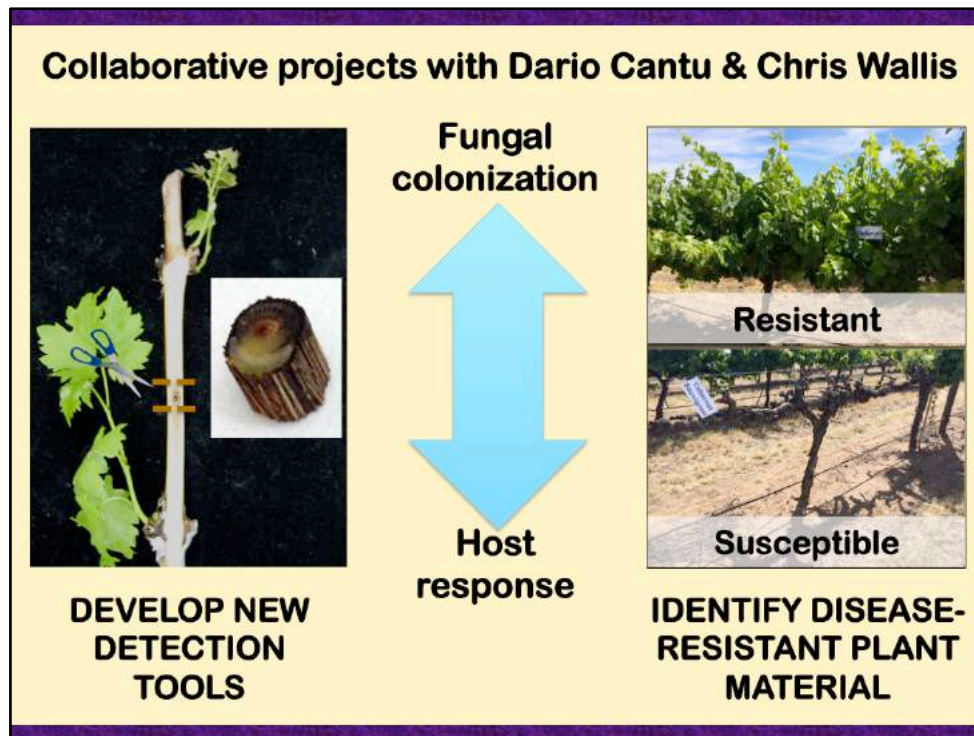 Collaborative projects with Dario Cantu & Chris Wallis
Fungal
colonization
Host
response
DEVELOP NEW
DETECTION
TOOLS
Resistant
Susceptible
IDENTIFY DISEASE-
RESISTANT PLANT
MATERIAL